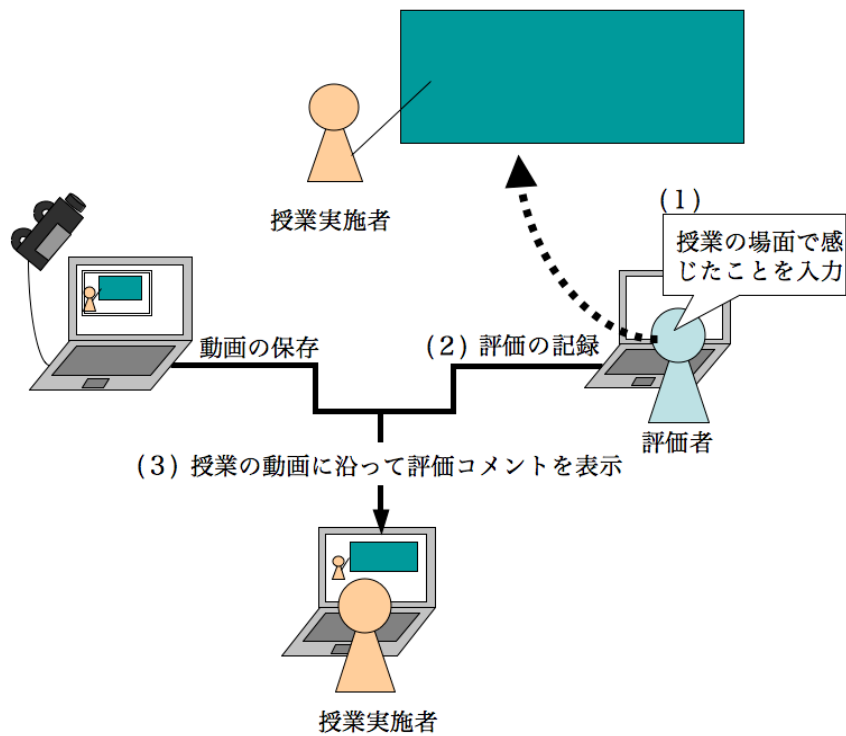 授業実施者
(1)
授業の場面で感
じたことを入力
動画の保存
(2) 評価の記録
評価者
(3) 授業の動画に沿って評価コメントを表示
授業実施者